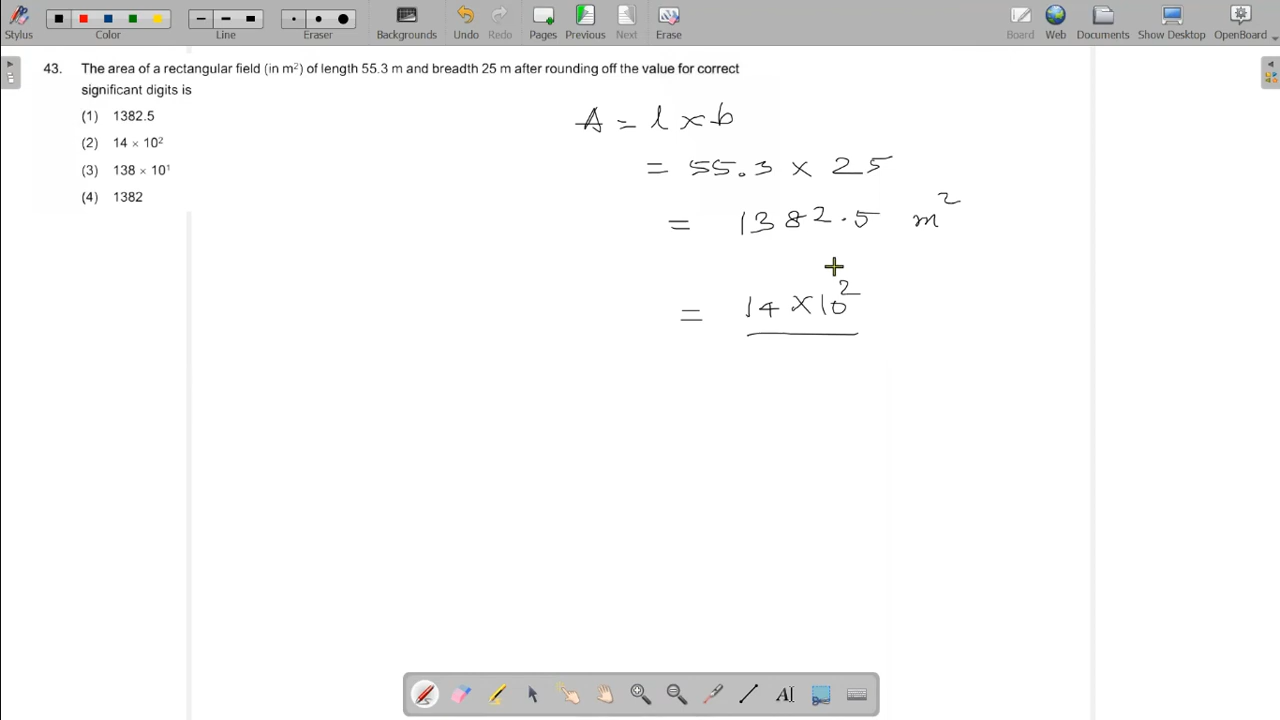 Stylus
Color
Line
Eraser
Backgrounds
Undo
Redo
Pages
Previous
Next
Erase
Board
Web
Documents
Show Desktop
OpenBoard
43. The area of a rectangular field (in m²) of length 55.3 m and breadth 25 m after rounding off the value for correct
significant digits is
(1) 1382.5
(2) 14 × 10²
(3) 138 × 10¹
(4) 1382
A = l × b
= 55.3 × 25
= 1382.5 m²
= 14 × 10²